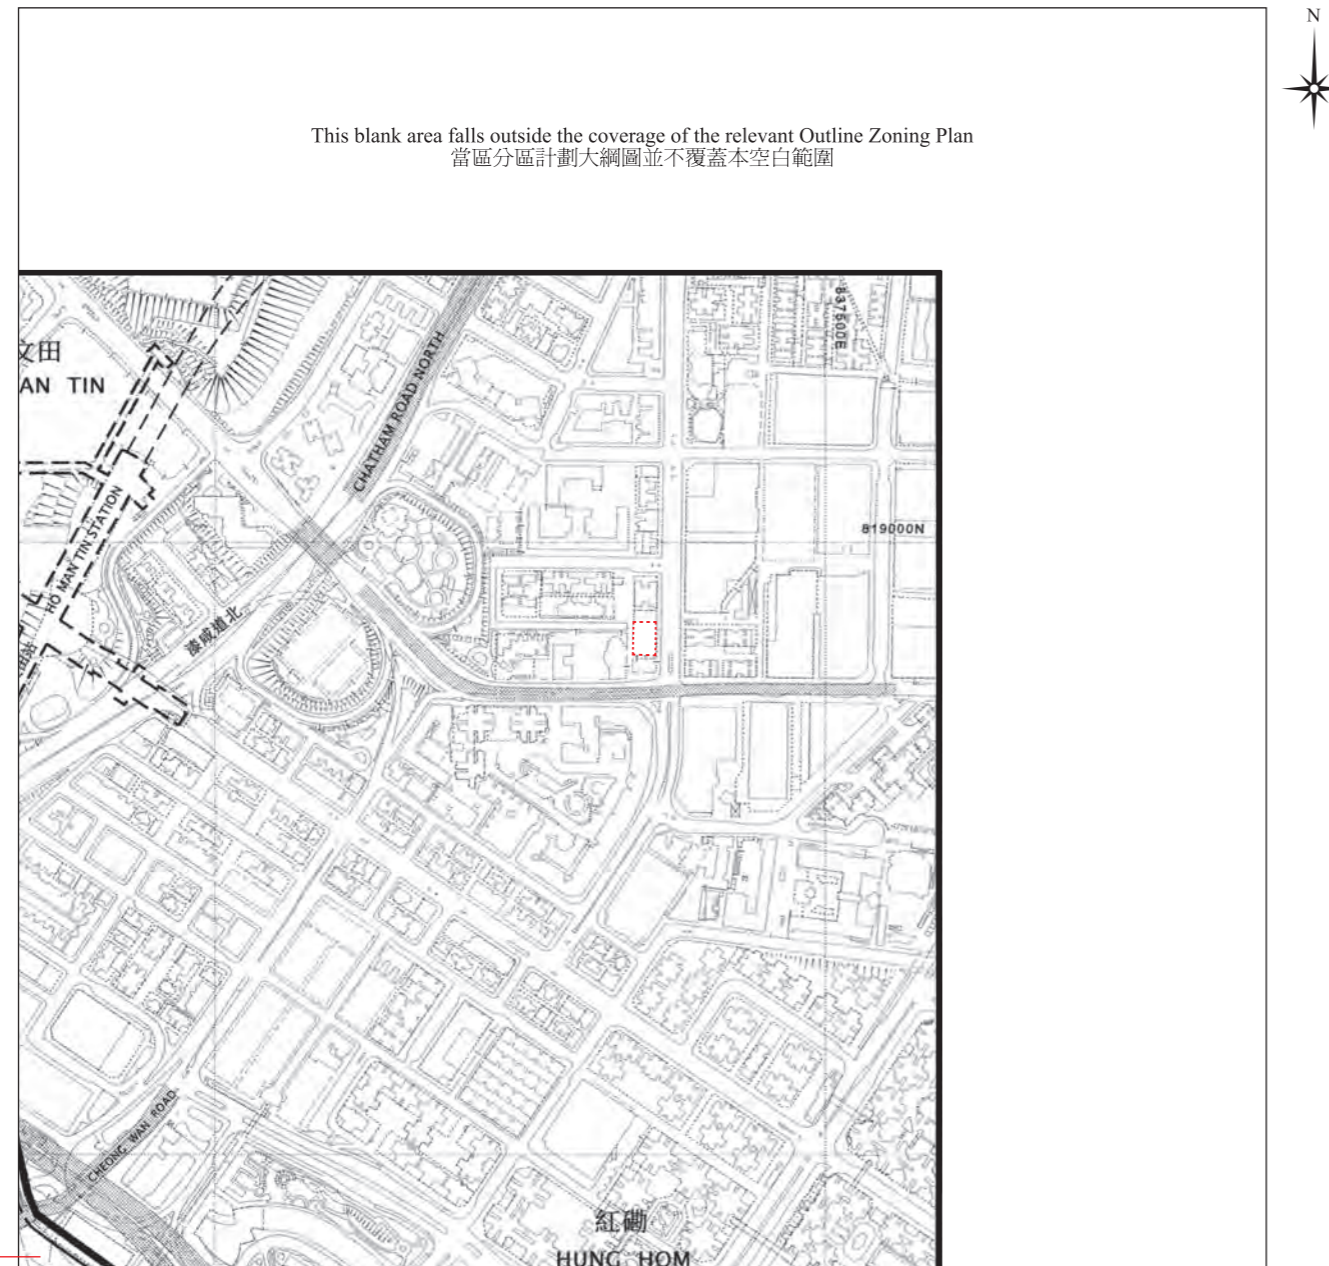 N
This blank area falls outside the coverage of the relevant Outline Zoning Plan
當區分區計劃大綱圖並不覆蓋本空白範圍
837500E
CHATHAM ROAD NORTH
文田
AN TIN
HO MAN TIN STATION
819000N
漆咸道北
CHEONG WAN ROAD
紅磡
HUNG HOM